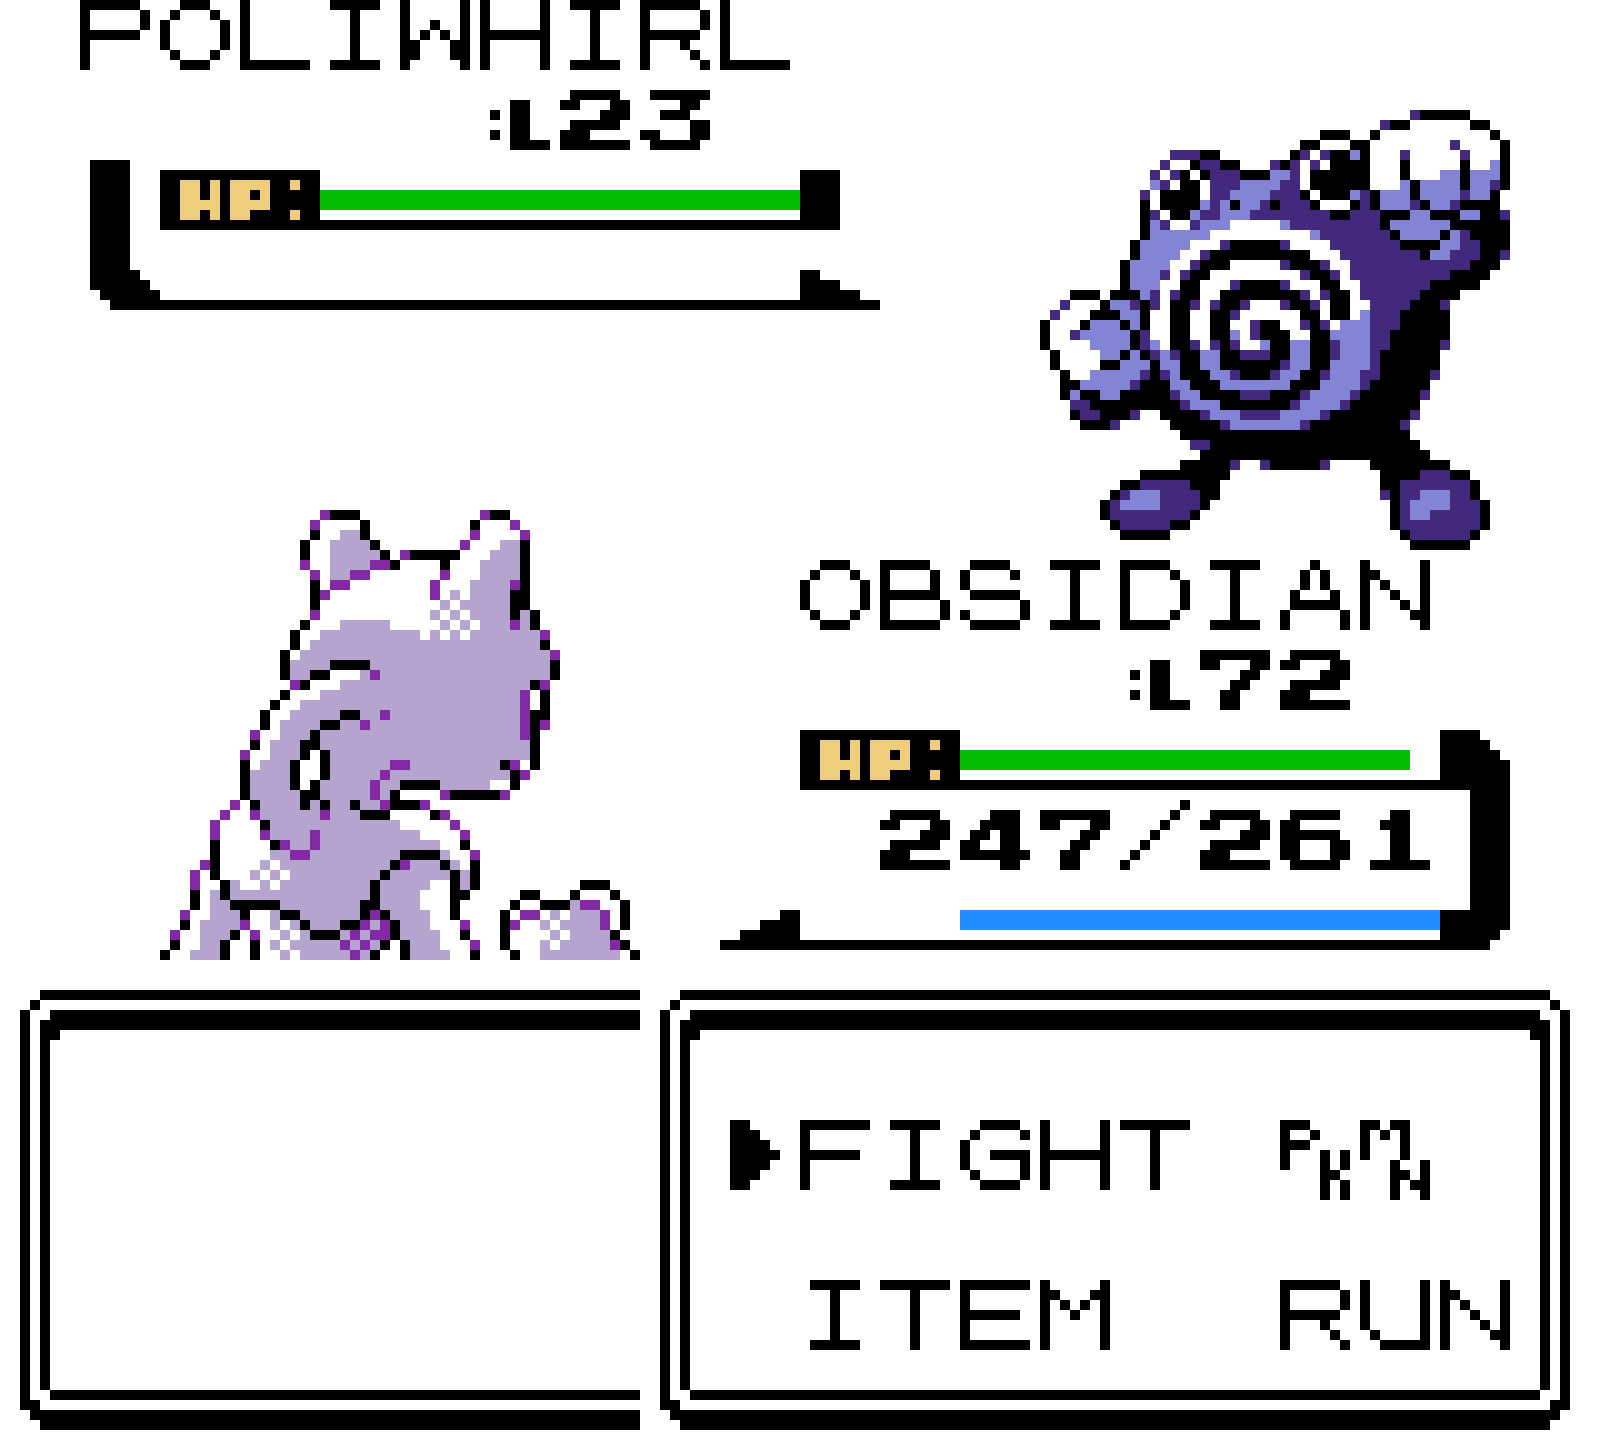 POLIWHIRL
:L23
HP:
OBSIDIAN
:L72
HP:
247/261
▶FIGHT PKMN
ITEM RUN